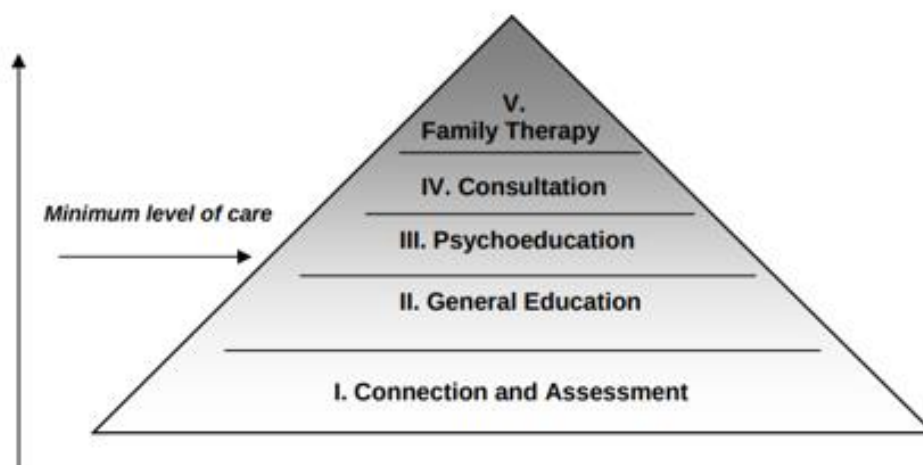 V.
Family Therapy
IV. Consultation
Minimum level of care
III. Psychoeducation
II. General Education
I. Connection and Assessment